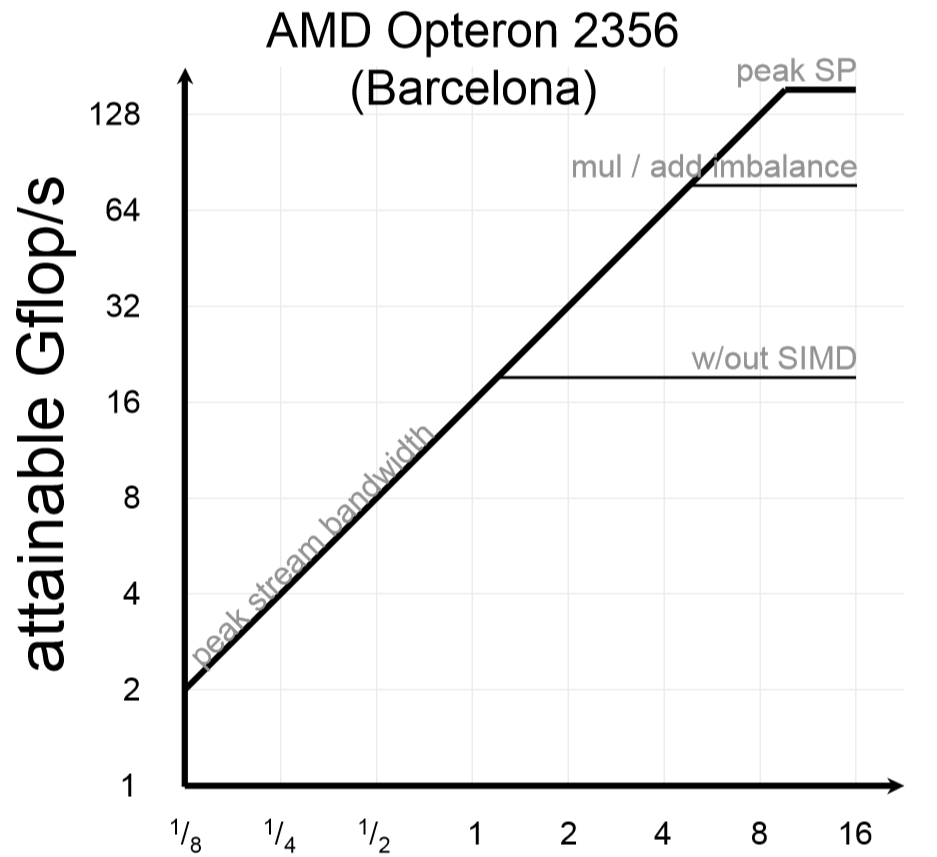 AMD Opteron 2356
(Barcelona)
peak SP
128
mul / add imbalance
64
32
w/out SIMD
16
peak stream bandwidth
8
4
2
1
attainable Gflop/s
1/8 1/4 1/2 1 2 4 8 16